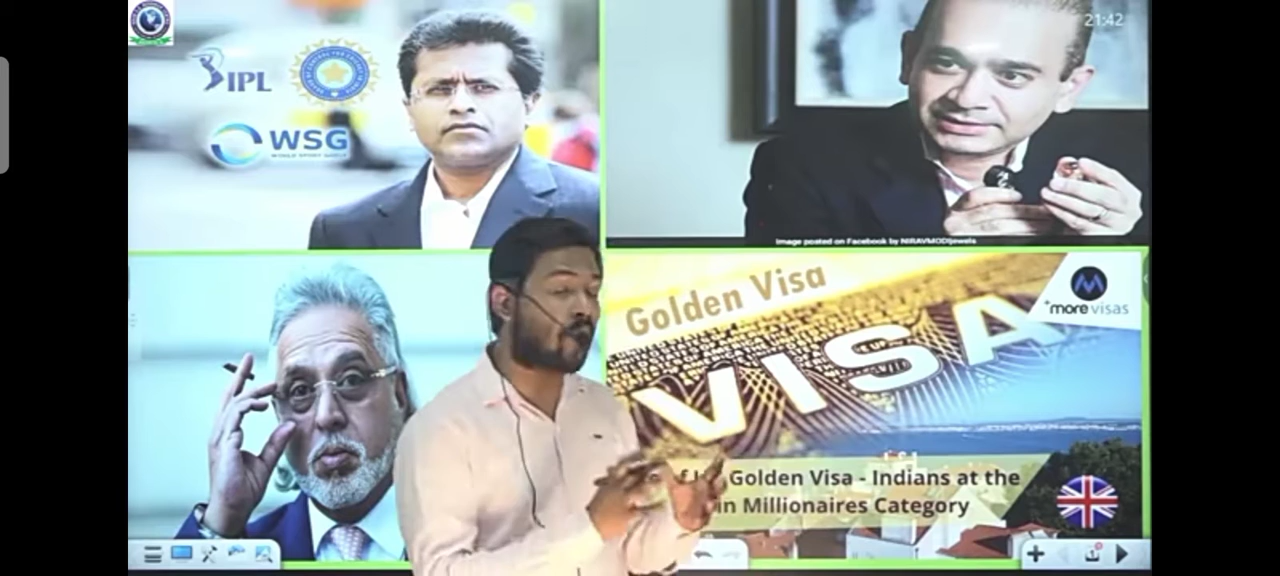 21:42
IPL
WSG
WORLD SPORT GROUP
Image posted on Facebook by NIRAVMODIjewels
Golden Visa
VISA
M
+more visas
Golden Visa - Indians at the
in Millionaires Category